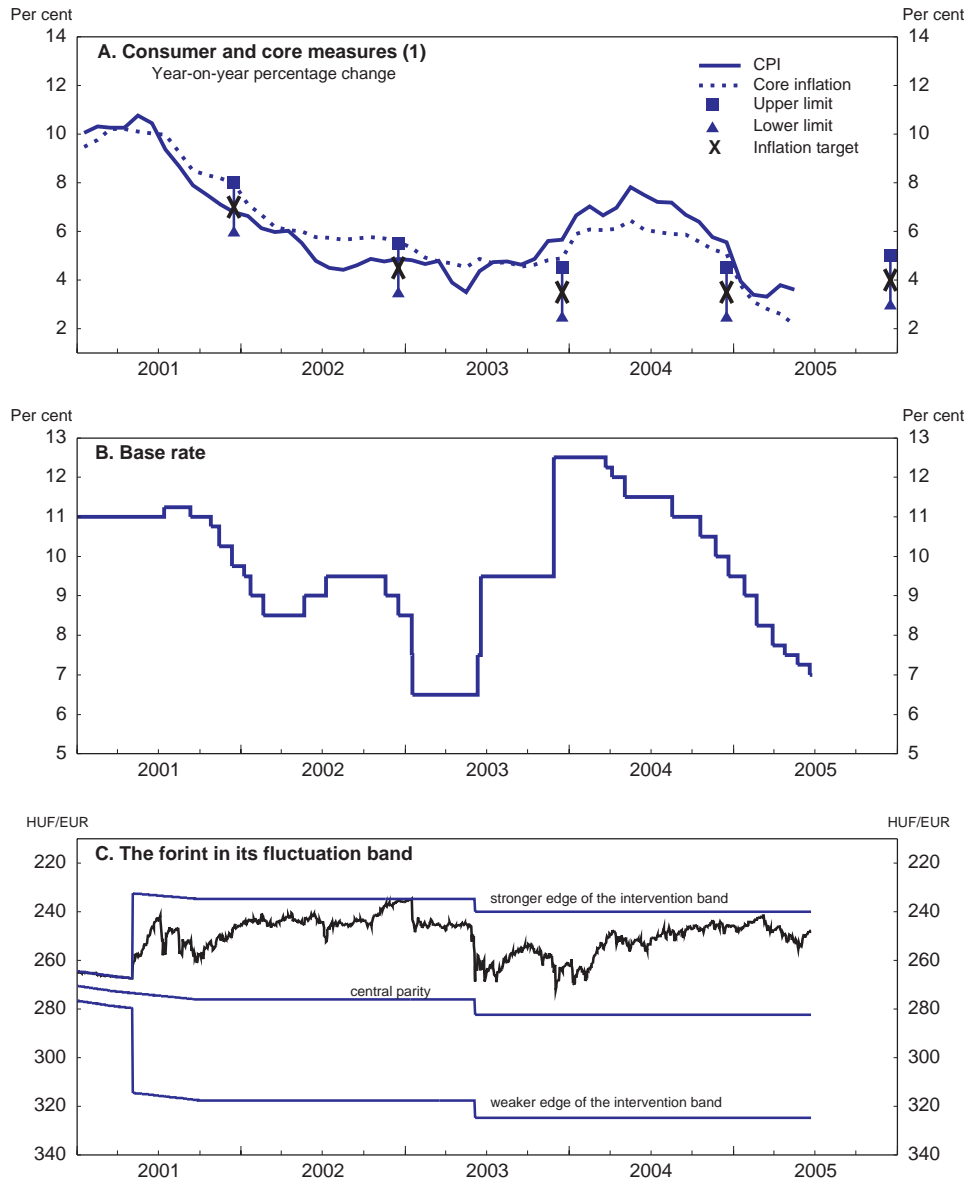 Per cent Per cent
14 14
A. Consumer and core measures (1)
Year-on-year percentage change
CPI
Core inflation
Upper limit
Lower limit
Inflation target
12 12
10 10
8 8
6 6
4 4
2 2
2001 2002 2003 2004 2005
Per cent Per cent
13 13
B. Base rate
12 12
11 11
10 10
9 9
8 8
7 7
6 6
5 5
2001 2002 2003 2004 2005
HUF/EUR HUF/EUR
C. The forint in its fluctuation band
220 220
stronger edge of the intervention band
240 240
260 260
central parity
280 280
300 300
weaker edge of the intervention band
320 320
340 340
2001 2002 2003 2004 2005